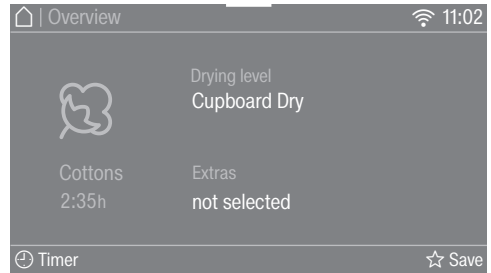 | Overview
11:02
Drying level
Cupboard Dry
Cottons
2:35h
Extras
not selected
Timer
Save